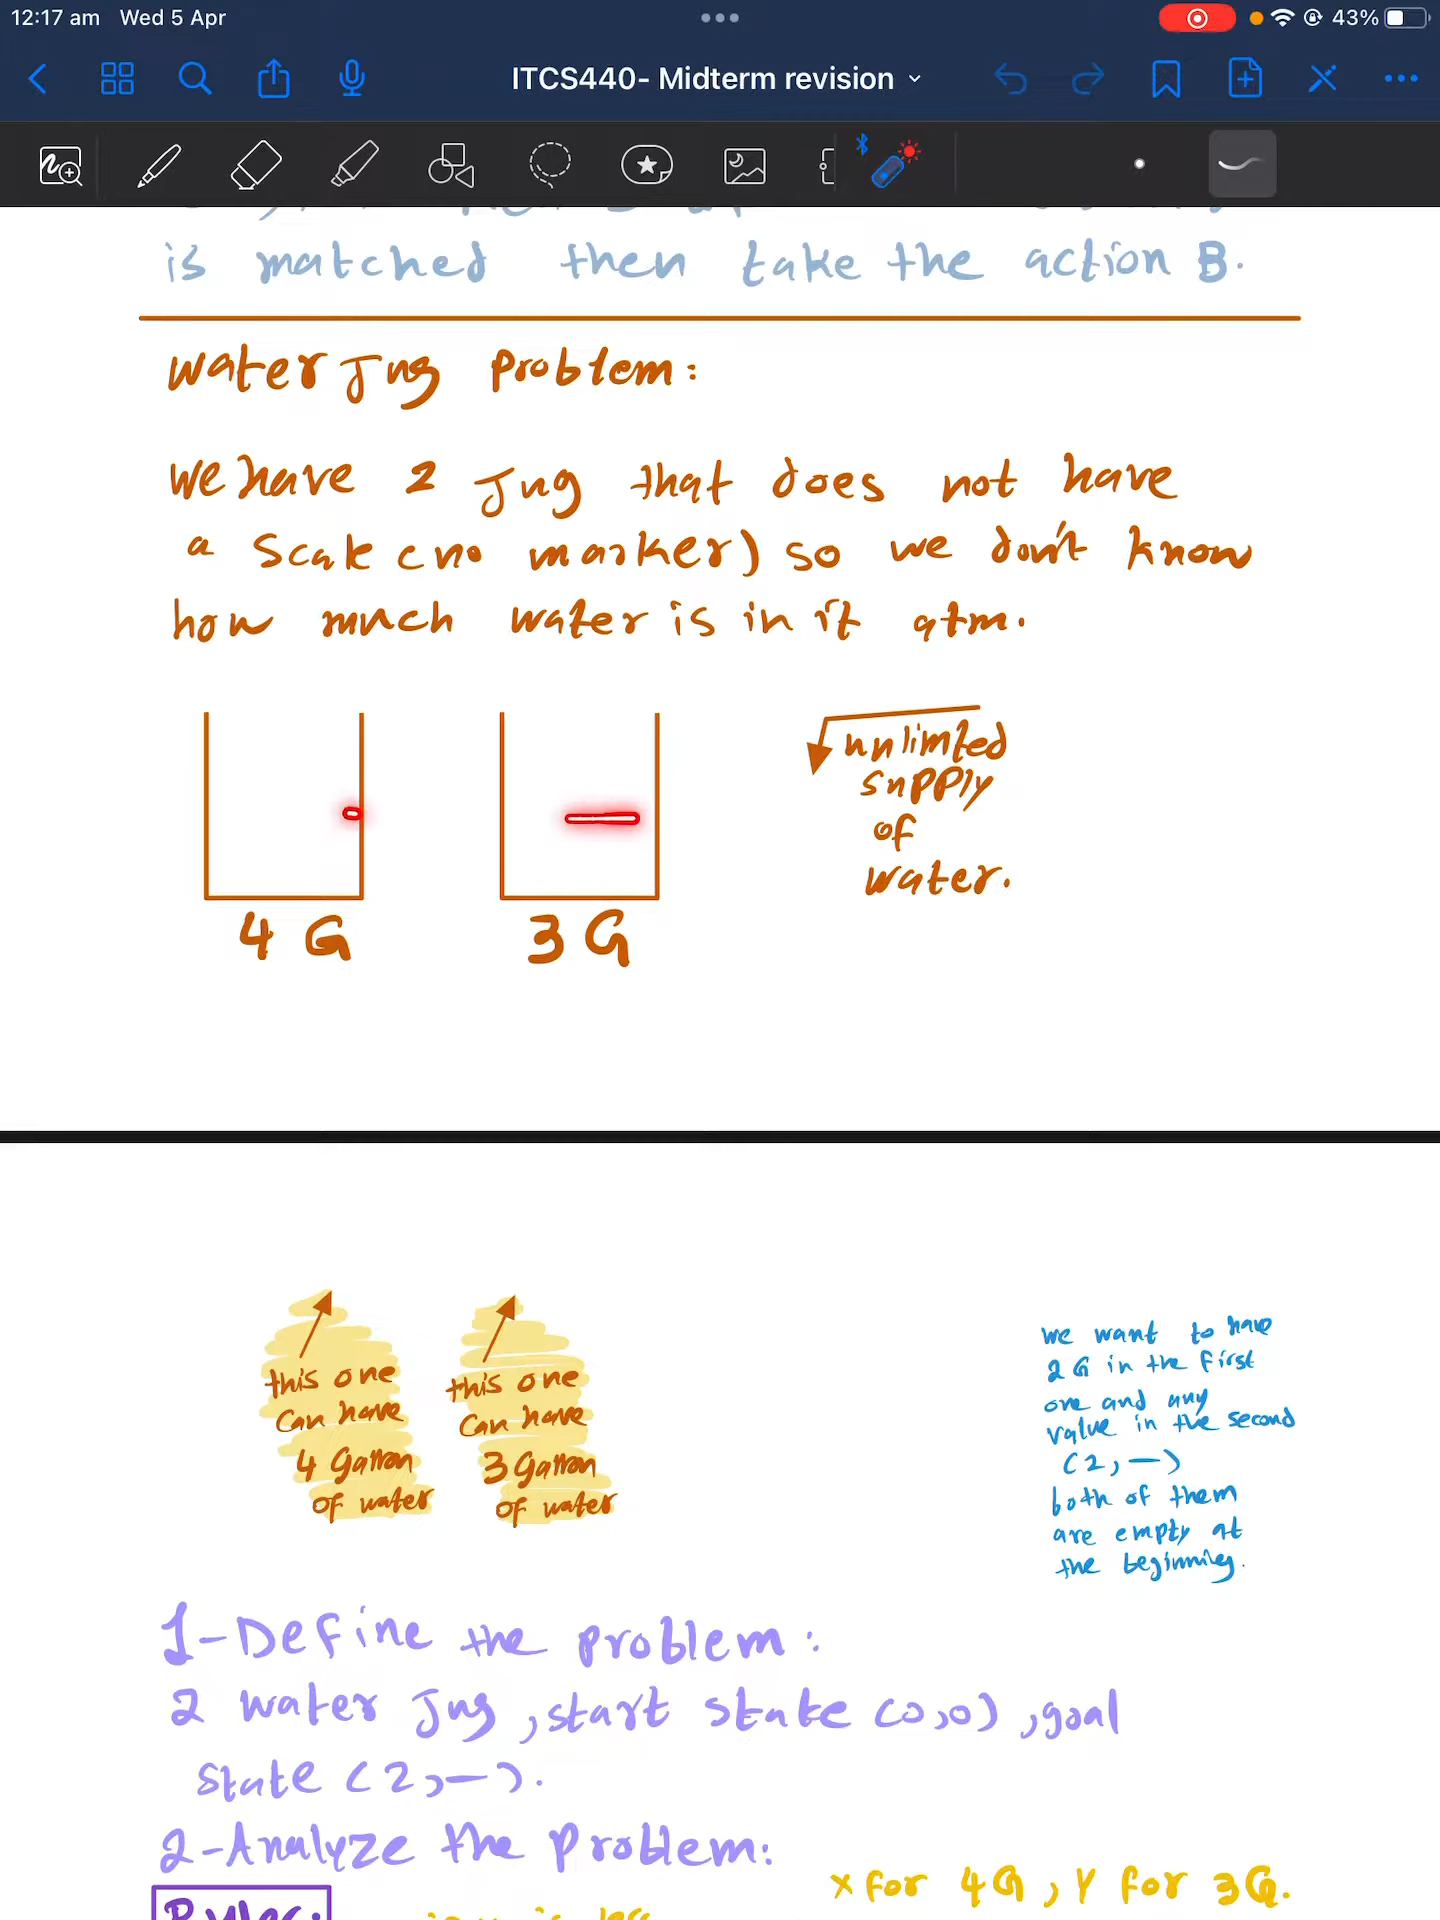 12:17 am Wed 5 Apr
43%
ITCS440- Midterm revision
is matched then take the action B.
Water Jug Problem:
We have 2 Jug that does not have
a Scale (no marker) so we don't know
how much water is in it atm.
unlimted
supply
of
water.
4 G
3 G
this one
can have
4 Gallon
of water
this one
can have
3 Gallon
of water
We want to have
2 G in the first
one and any
value in the second
(2, —)
both of them
are empty at
the beginning.
1-Define the problem:
2 water Jug, start state (0,0), goal
state (2,—).
2-Analyze the Problem:
X for 4G, Y for 3G.
Rules: